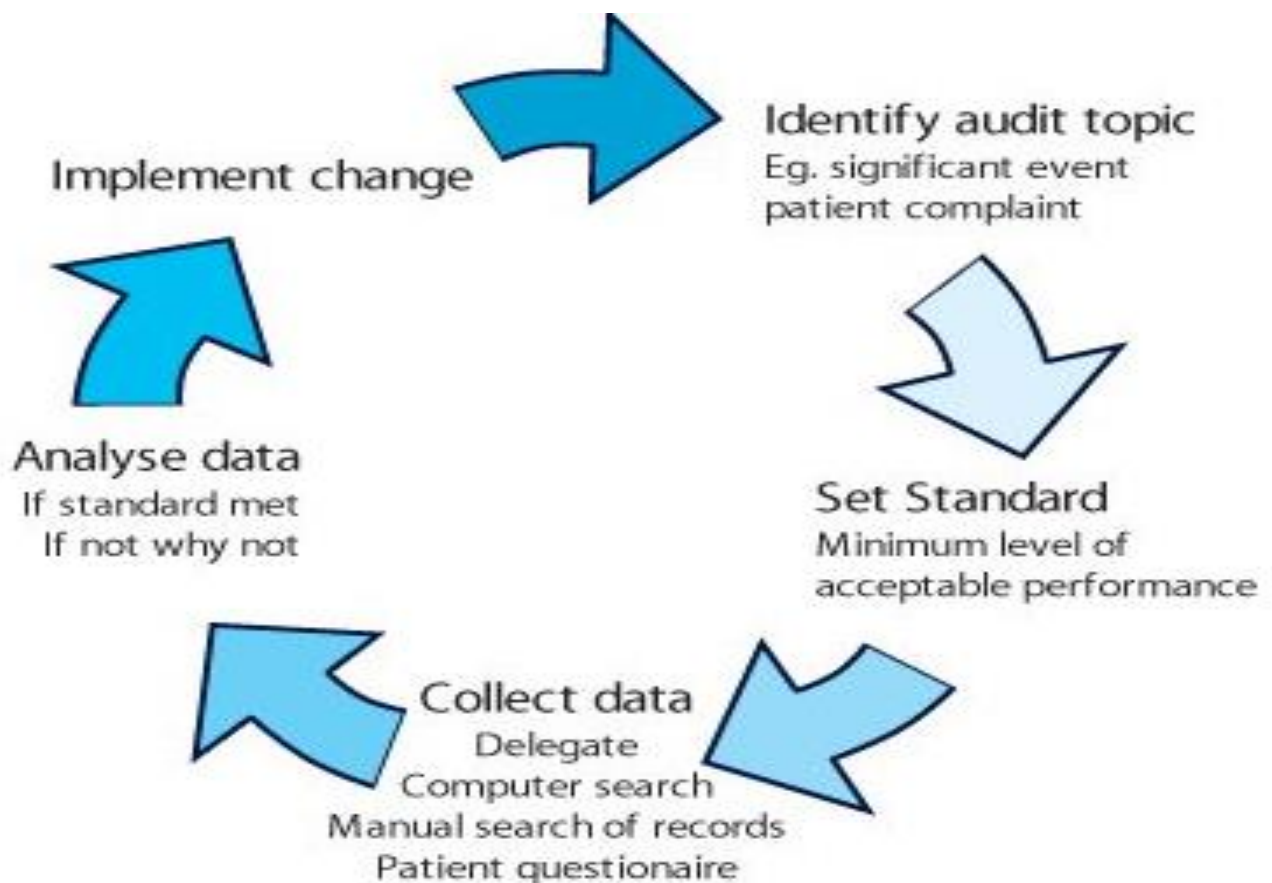 Implement change
Identify audit topic
Eg. significant event
patient complaint
Set Standard
Minimum level of
acceptable performance
Collect data
Delegate
Computer search
Manual search of records
Patient questionaire
Analyse data
If standard met
If not why not